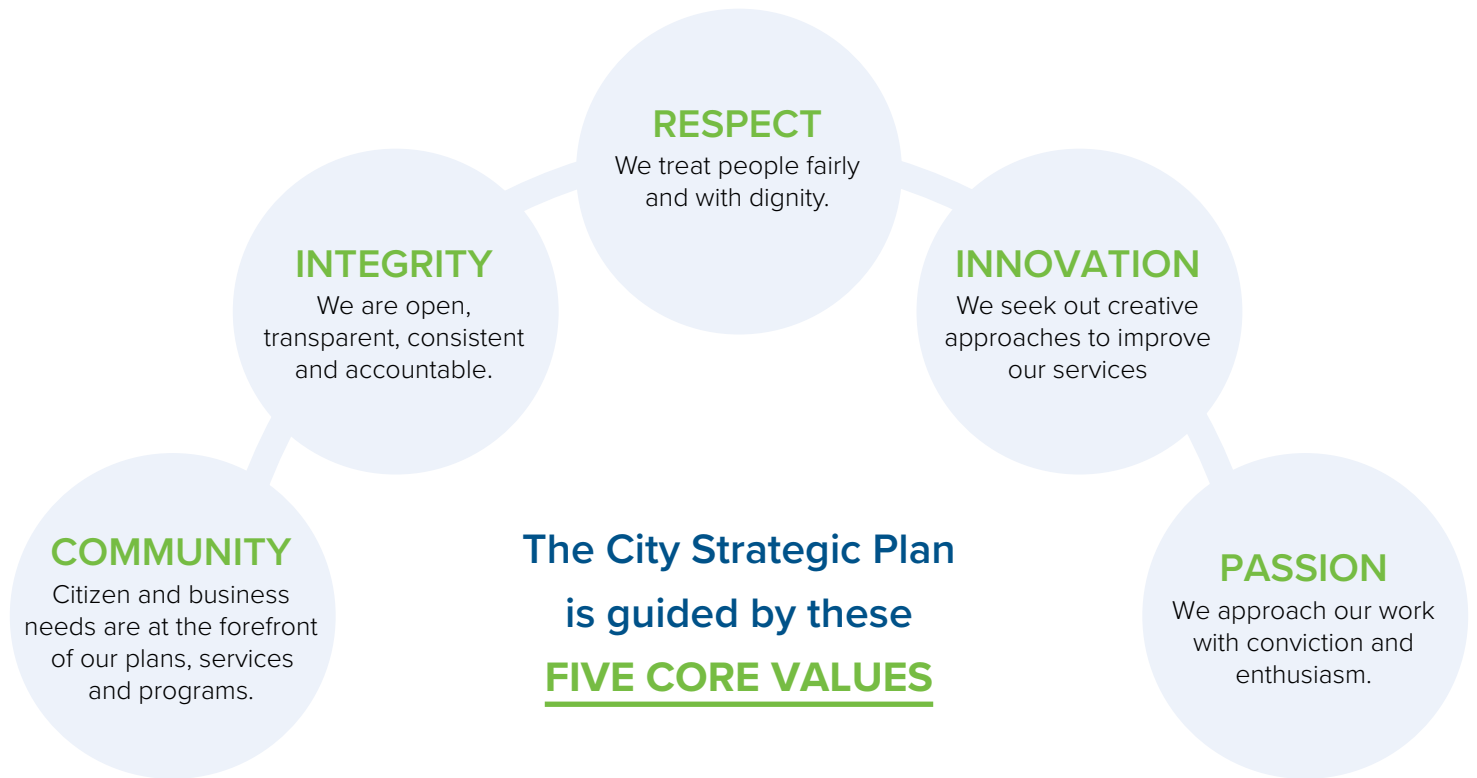 RESPECT
We treat people fairly
and with dignity.
INTEGRITY
We are open,
transparent, consistent
and accountable.
INNOVATION
We seek out creative
approaches to improve
our services
COMMUNITY
Citizen and business
needs are at the forefront
of our plans, services
and programs.
The City Strategic Plan
is guided by these
FIVE CORE VALUES
PASSION
We approach our work
with conviction and
enthusiasm.